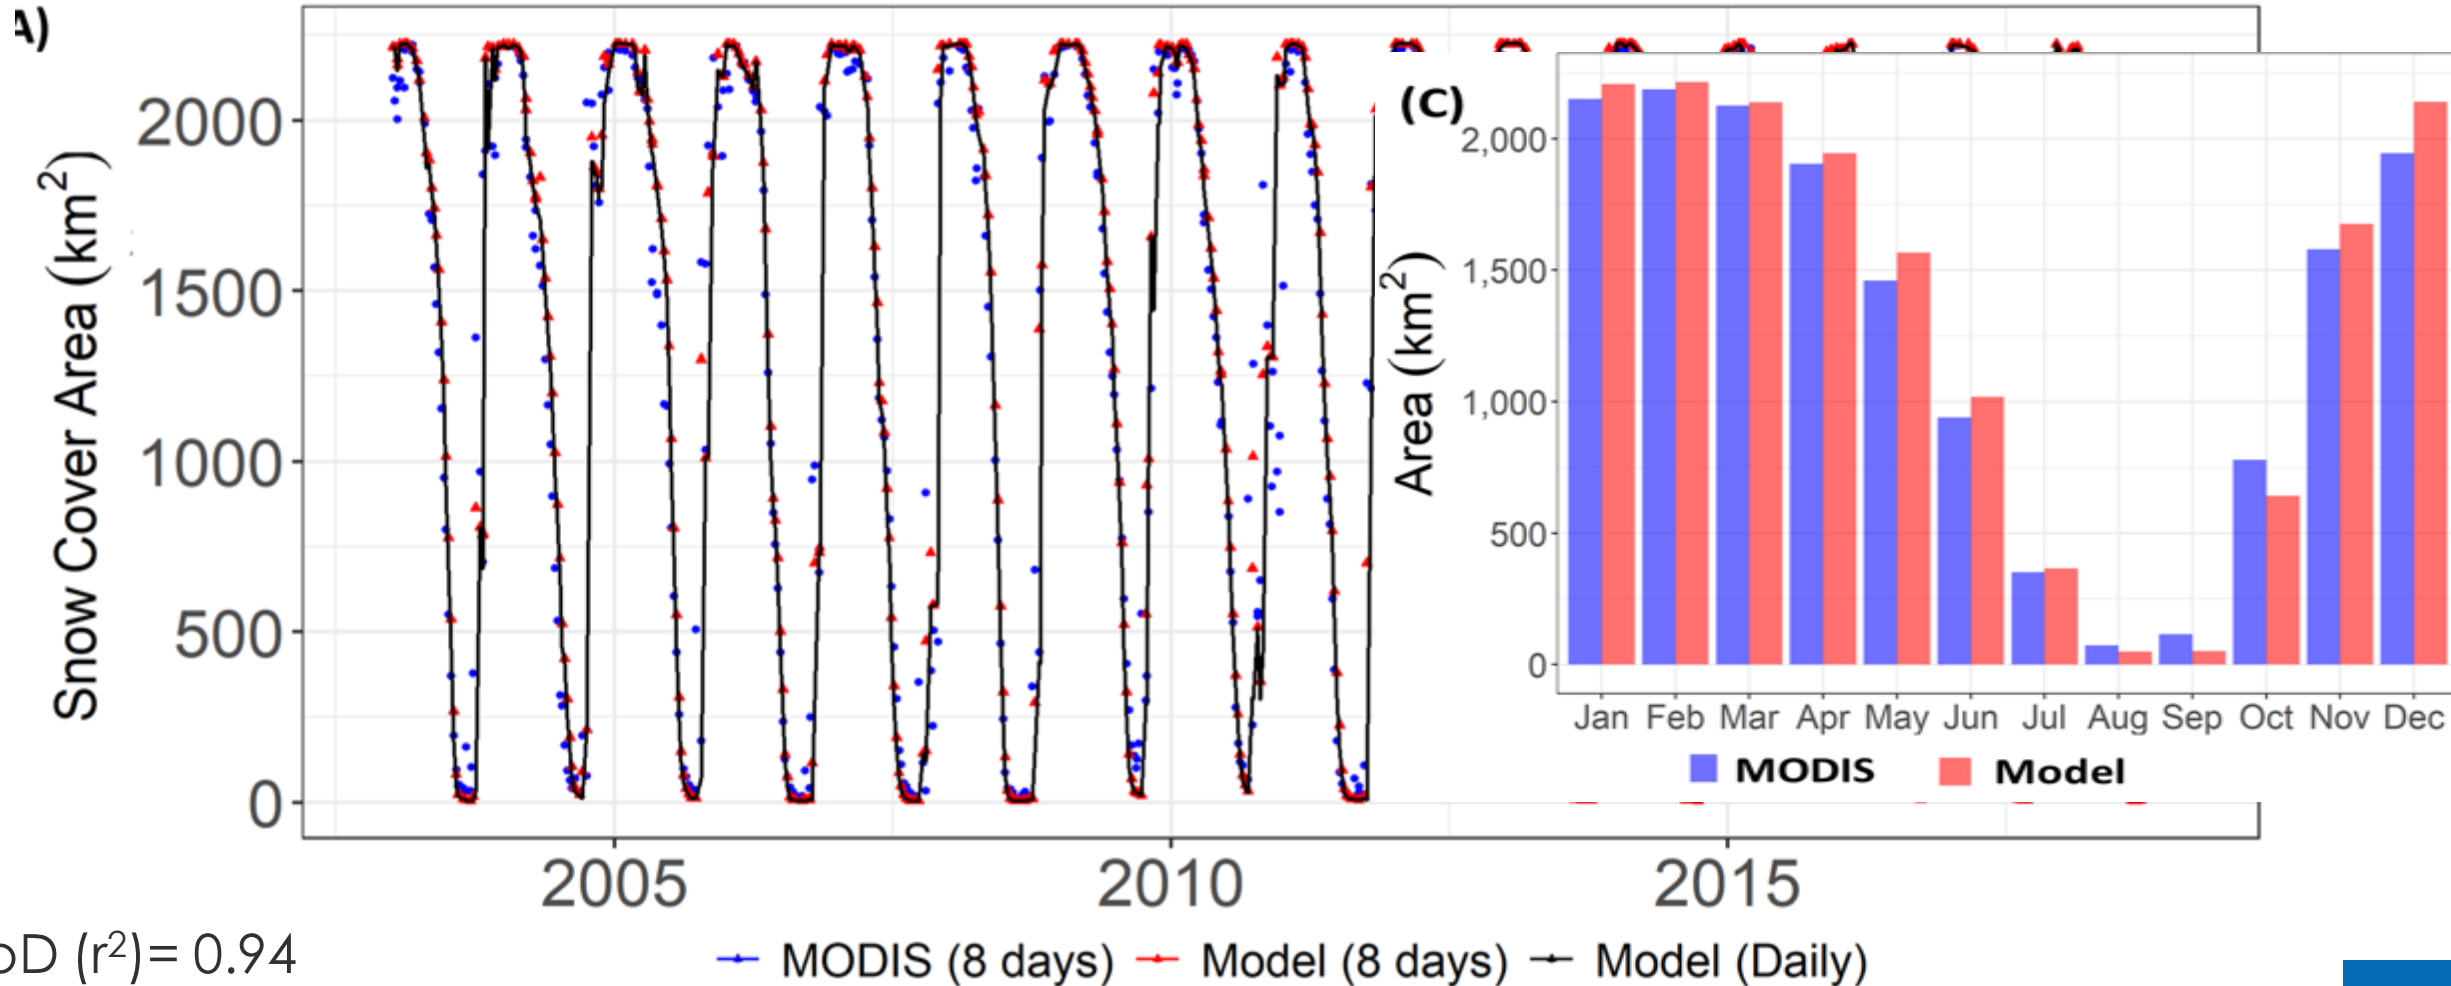 A)
Snow Cover Area (km²)
2000
1500
1000
500
0
2005
2010
2015
MODIS (8 days)
Model (8 days)
Model (Daily)
(C)
Area (km²)
2,000
1,500
1,000
500
0
Jan Feb Mar Apr May Jun Jul Aug Sep Oct Nov Dec
MODIS
Model
oD (r²)= 0.94